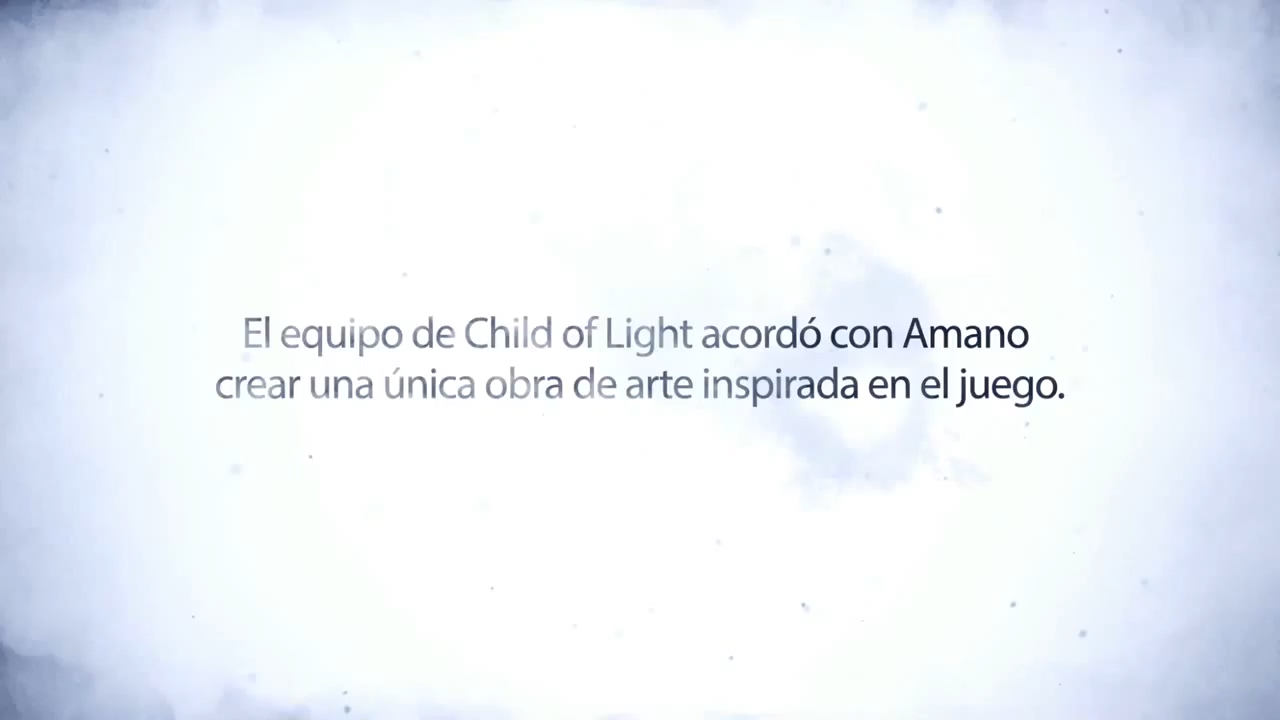 El equipo de Child of Light acordó con Amano
crear una única obra de arte inspirada en el juego.